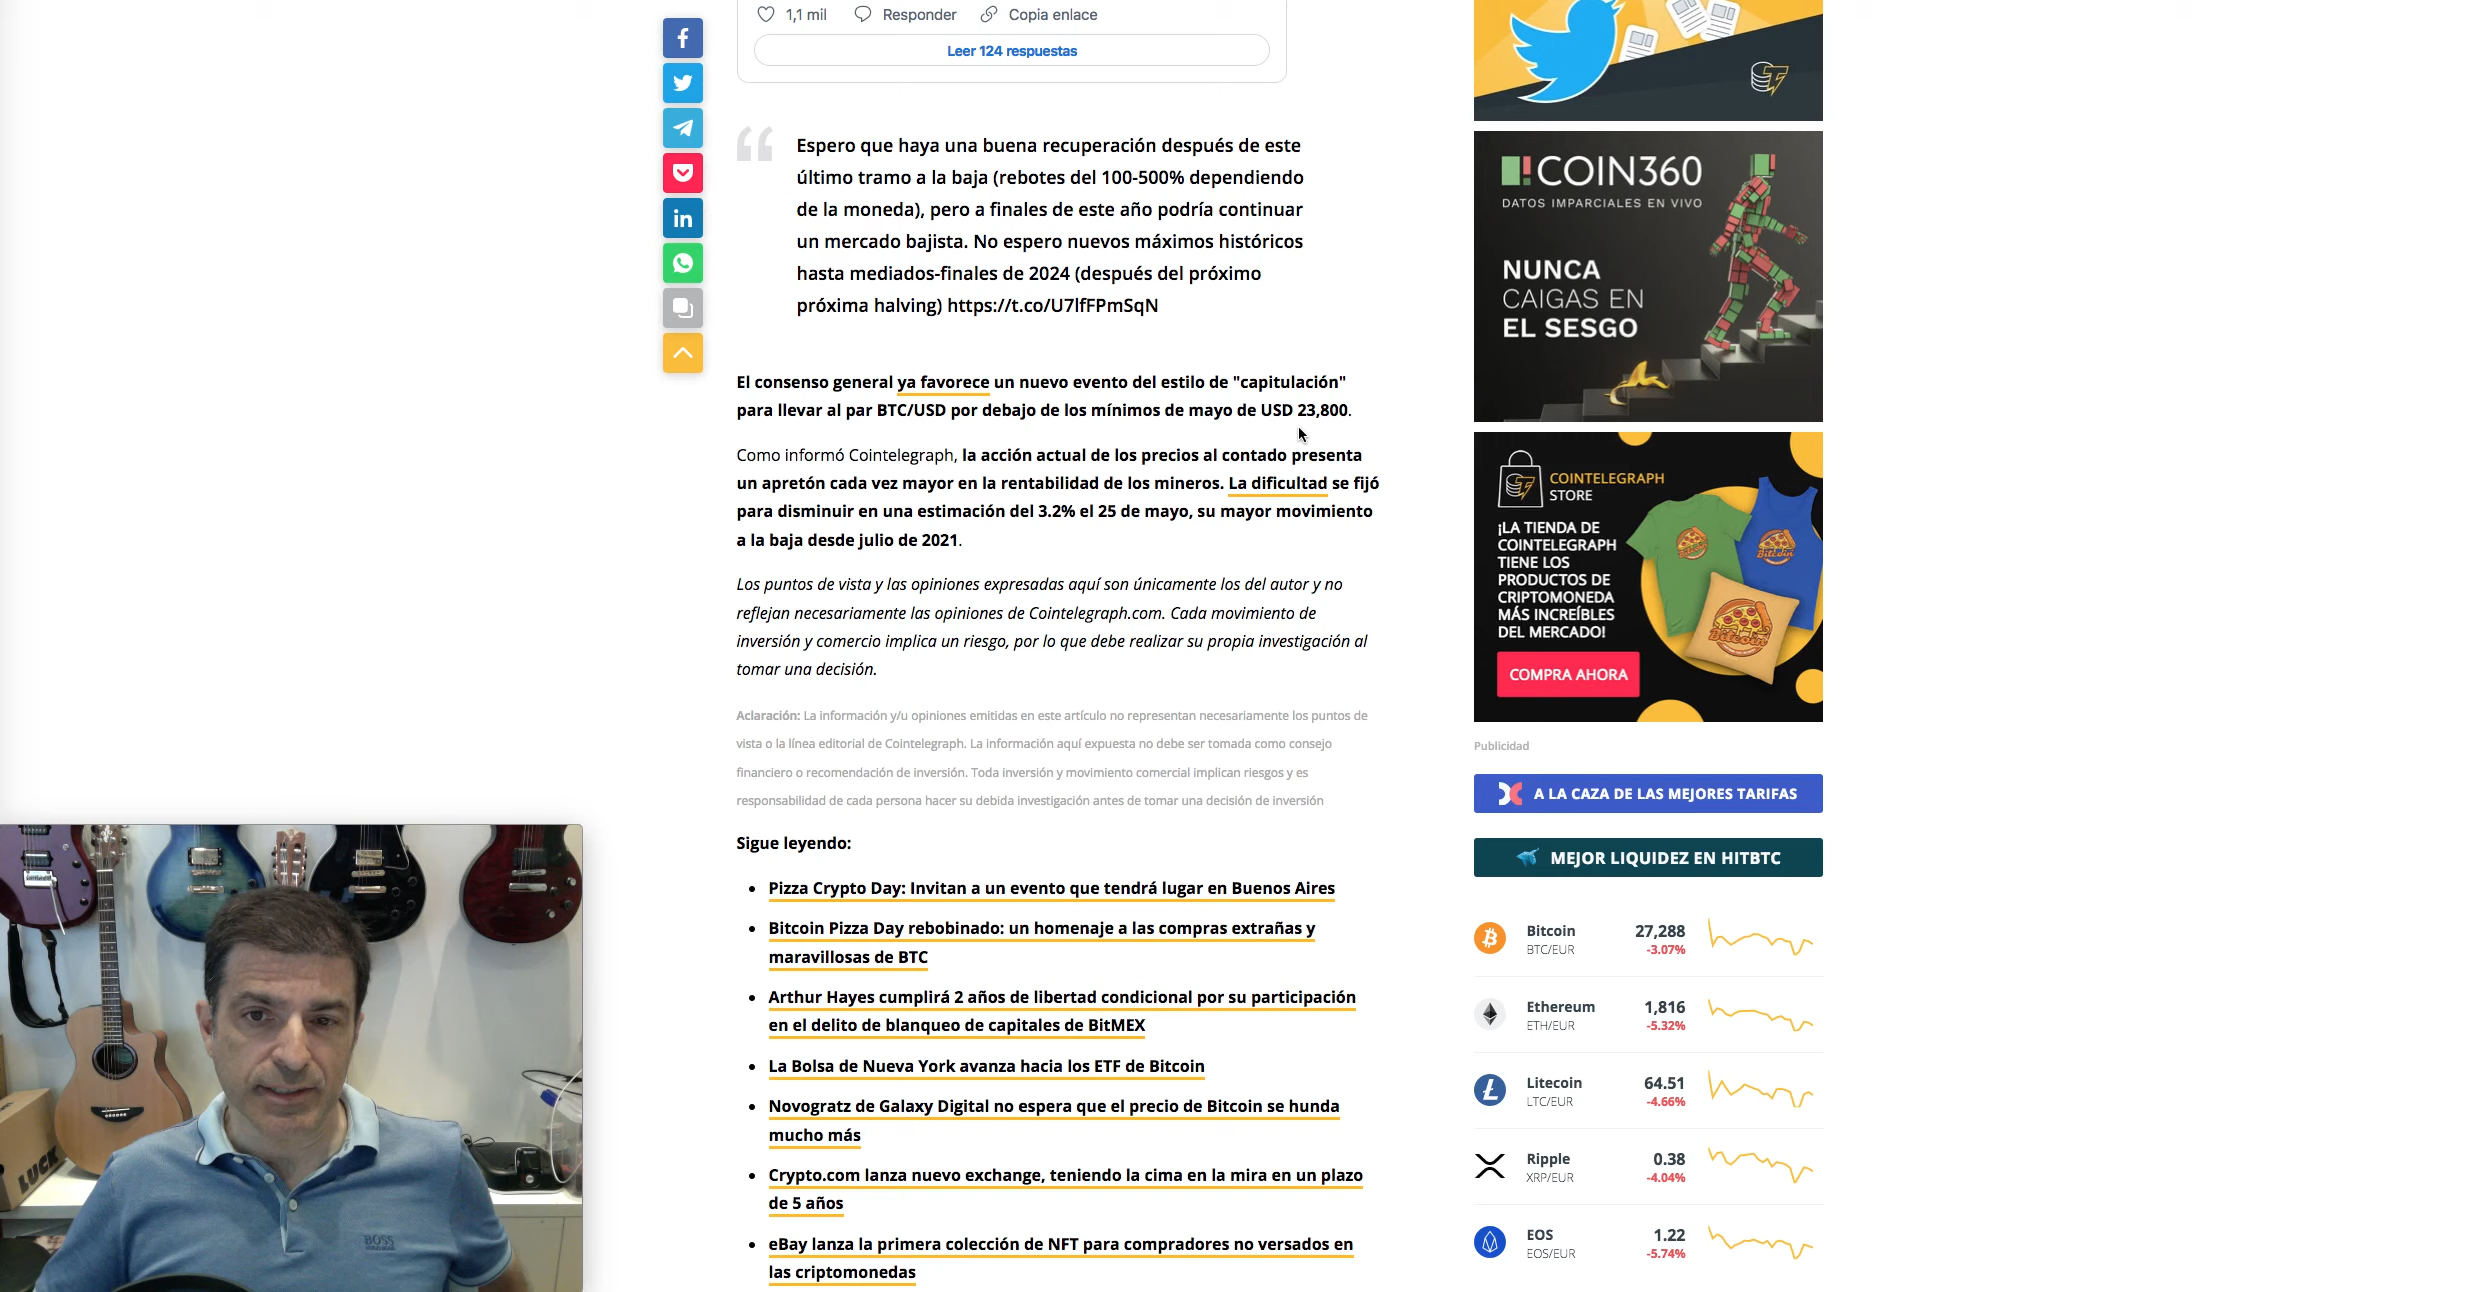 1,1 mil Responder Copia enlace
Leer 124 respuestas
Espero que haya una buena recuperación después de este
último tramo a la baja (rebotes del 100-500% dependiendo
de la moneda), pero a finales de este año podría continuar
un mercado bajista. No espero nuevos máximos históricos
hasta mediados-finales de 2024 (después del próximo
próxima halving) https://t.co/U7lfFPmSqN
El consenso general ya favorece un nuevo evento del estilo de "capitulación"
para llevar al par BTC/USD por debajo de los mínimos de mayo de USD 23,800.
Como informó Cointelegraph, la acción actual de los precios al contado presenta
un apretón cada vez mayor en la rentabilidad de los mineros. La dificultad se fijó
para disminuir en una estimación del 3.2% el 25 de mayo, su mayor movimiento
a la baja desde julio de 2021.
Los puntos de vista y las opiniones expresadas aquí son únicamente los del autor y no
reflejan necesariamente las opiniones de Cointelegraph.com. Cada movimiento de
inversión y comercio implica un riesgo, por lo que debe realizar su propia investigación al
tomar una decisión.
Aclaración: La información y/u opiniones emitidas en este artículo no representan necesariamente los puntos de
vista o la línea editorial de Cointelegraph. La información aquí expuesta no debe ser tomada como consejo
financiero o recomendación de inversión. Toda inversión y movimiento comercial implican riesgos y es
responsabilidad de cada persona hacer su debida investigación antes de tomar una decisión de inversión
Sigue leyendo:
Pizza Crypto Day: Invitan a un evento que tendrá lugar en Buenos Aires
Bitcoin Pizza Day rebobinado: un homenaje a las compras extrañas y
maravillosas de BTC
Arthur Hayes cumplirá 2 años de libertad condicional por su participación
en el delito de blanqueo de capitales de BitMEX
La Bolsa de Nueva York avanza hacia los ETF de Bitcoin
Novogratz de Galaxy Digital no espera que el precio de Bitcoin se hunda
mucho más
Crypto.com lanza nuevo exchange, teniendo la cima en la mira en un plazo
de 5 años
eBay lanza la primera colección de NFT para compradores no versados en
las criptomonedas
COIN360
DATOS IMPARCIALES EN VIVO
NUNCA
CAIGAS EN
EL SESGO
COINTELEGRAPH
STORE
¡LA TIENDA DE
COINTELEGRAPH
TIENE LOS
PRODUCTOS DE
CRIPTOMONEDA
MÁS INCREÍBLES
DEL MERCADO!
COMPRA AHORA
Bitcoin
Bitcoin
Bitcoin
Publicidad
A LA CAZA DE LAS MEJORES TARIFAS
MEJOR LIQUIDEZ EN HITBTC
Bitcoin 27,288
BTC/EUR -3.07%
Ethereum 1,816
ETH/EUR -5.32%
Litecoin 64.51
LTC/EUR -4.66%
Ripple 0.38
XRP/EUR -4.04%
EOS 1.22
EOS/EUR -5.74%
LUCK
BOSS